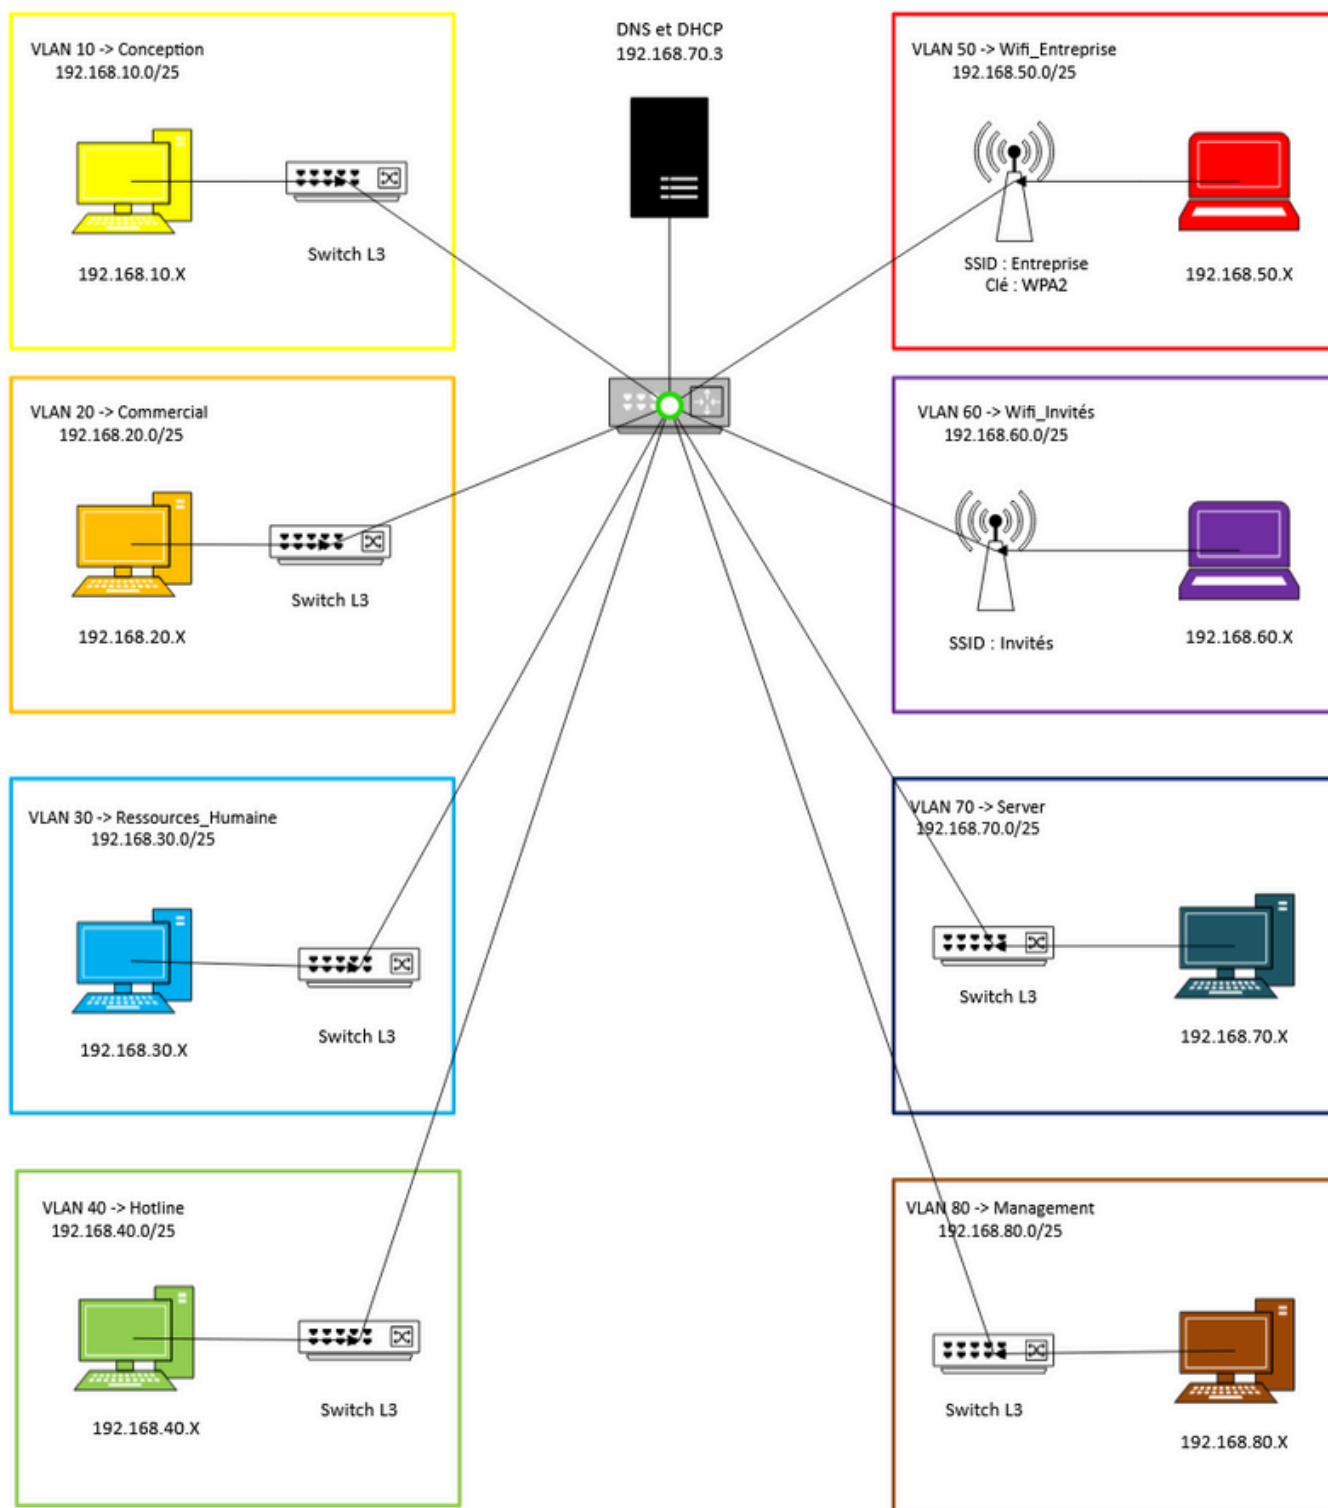 DNS et DHCP
192.168.70.3
VLAN 10 -> Conception
192.168.10.0/25
Switch L3
192.168.10.X
VLAN 50 -> Wifi_Entreprise
192.168.50.0/25
SSID : Entreprise
Clé : WPA2
192.168.50.X
VLAN 20 -> Commercial
192.168.20.0/25
Switch L3
192.168.20.X
VLAN 60 -> Wifi_Invités
192.168.60.0/25
SSID : Invités
192.168.60.X
VLAN 30 -> Ressources_Humaine
192.168.30.0/25
Switch L3
192.168.30.X
VLAN 70 -> Server
192.168.70.0/25
Switch L3
192.168.70.X
VLAN 40 -> Hotline
192.168.40.0/25
Switch L3
192.168.40.X
VLAN 80 -> Management
192.168.80.0/25
Switch L3
192.168.80.X